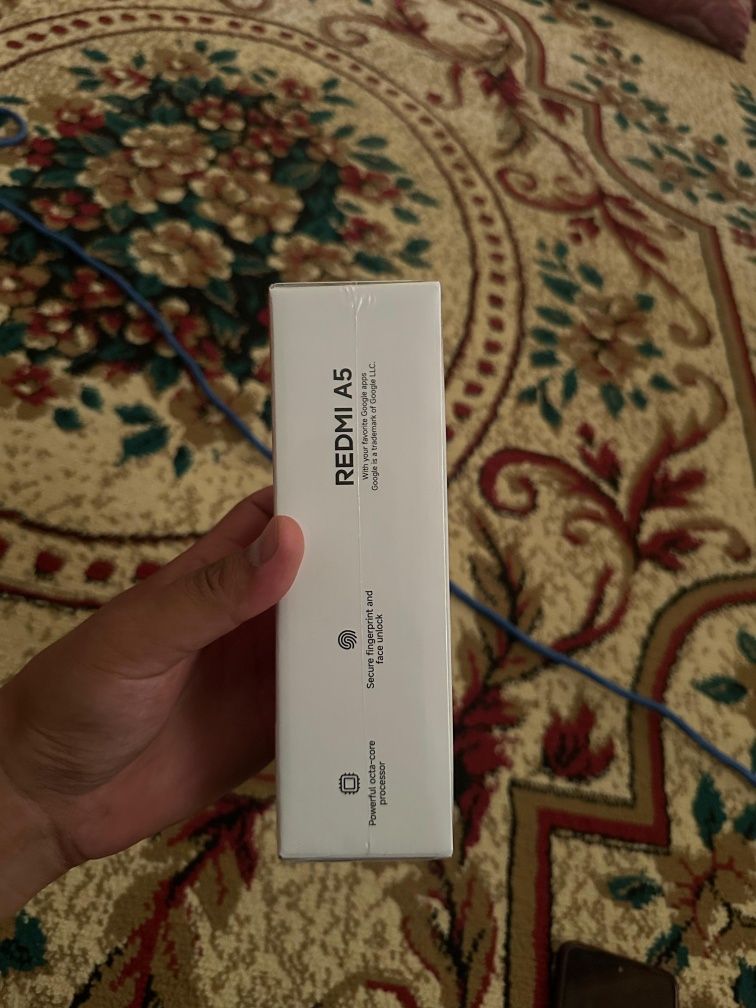 REDMI A5
With your favorite Google apps
Google is a trademark of Google LLC.
Secure fingerprint and
face unlock
Powerful octa-core
processor